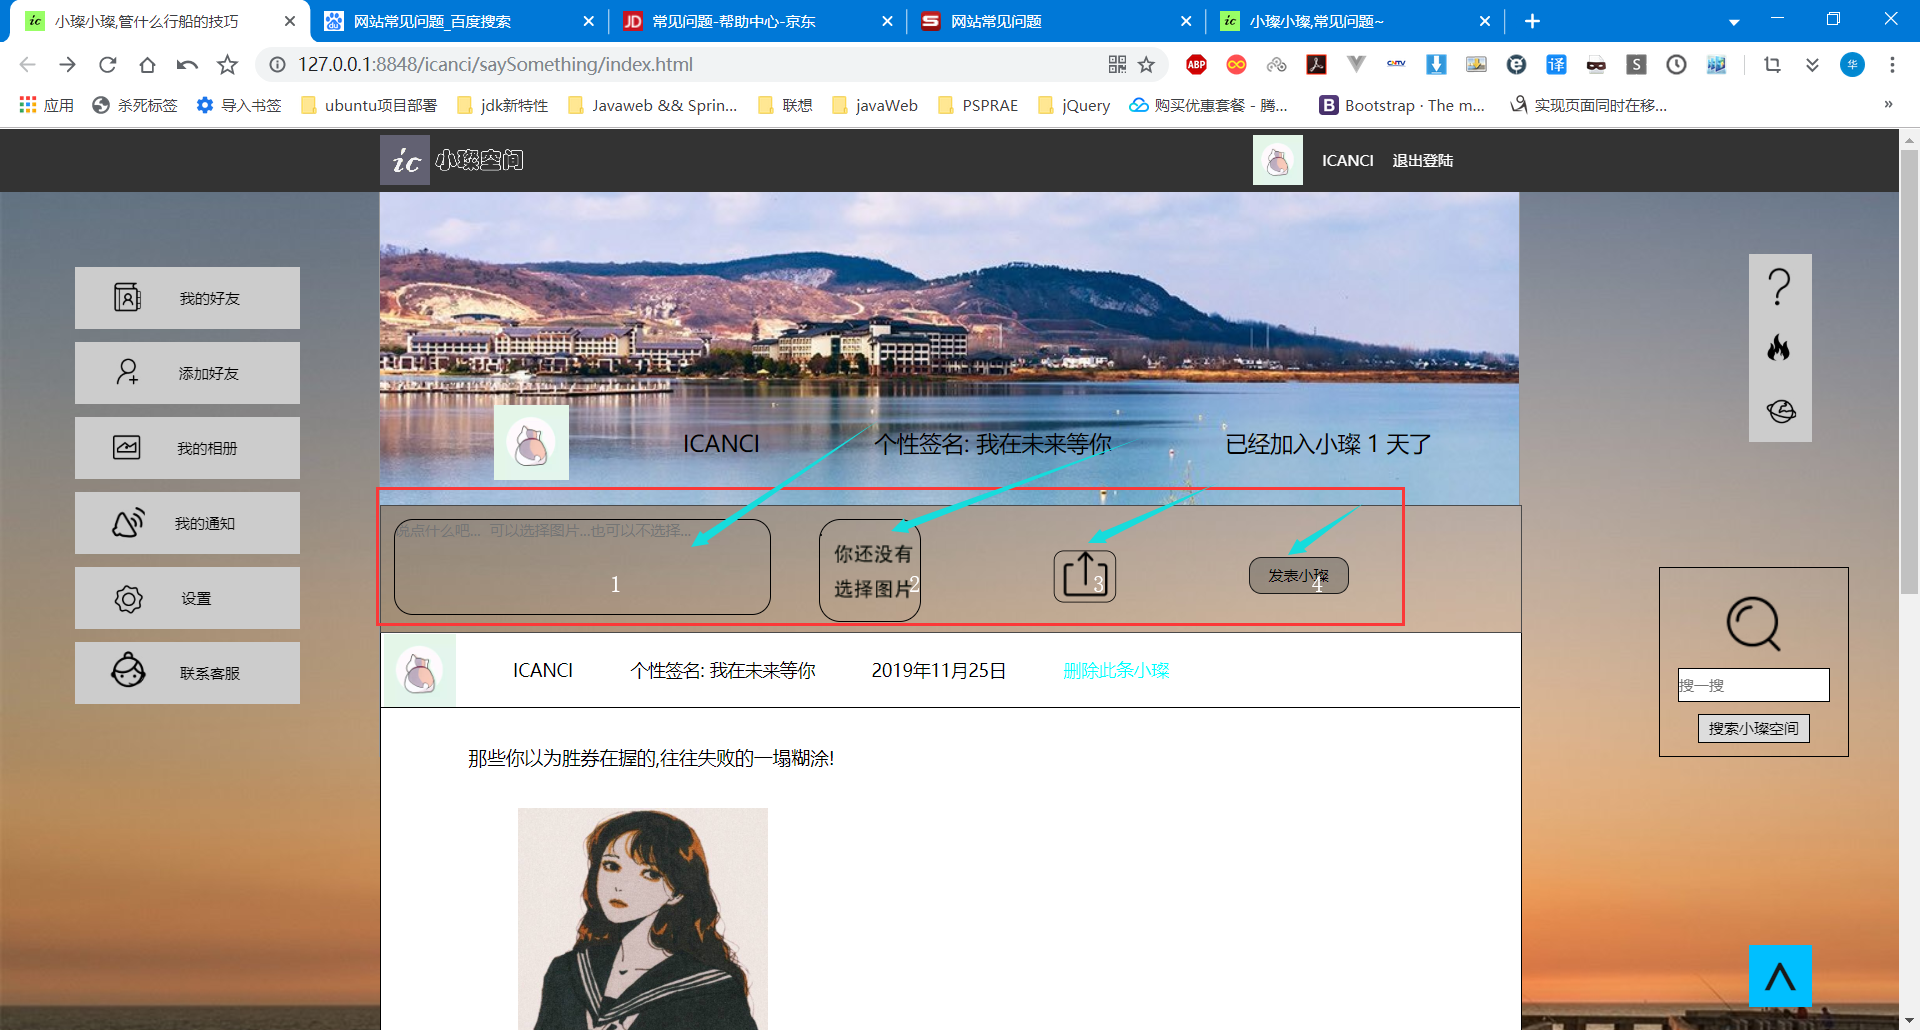 小璨小璨,管什么行船的技巧
网站常见问题_百度搜索
JD 常见问题-帮助中心-京东
网站常见问题
小璨小璨,常见问题~
127.0.0.1:8848/icanci/saySomething/index.html
应用 杀死标签 导入书签 ubuntu项目部署 jdk新特性 Javaweb && Sprin... 联想 javaWeb PSPRAE jQuery 购买优惠套餐 - 腾... Bootstrap · The m... 实现页面同时在移...
ic 小璨空间
ICANCI 退出登陆
我的好友
添加好友
我的相册
我的通知
设置
联系客服
ICANCI 个性签名: 我在未来等你 已经加入小璨 1 天了
说点什么吧... 可以选择图片...也可以不选择...
1
你还没有
选择图片
2
3
发表小璨
4
ICANCI 个性签名: 我在未来等你 2019年11月25日 删除此条小璨
那些你以为胜券在握的,往往失败的一塌糊涂!
搜一搜
搜索小璨空间